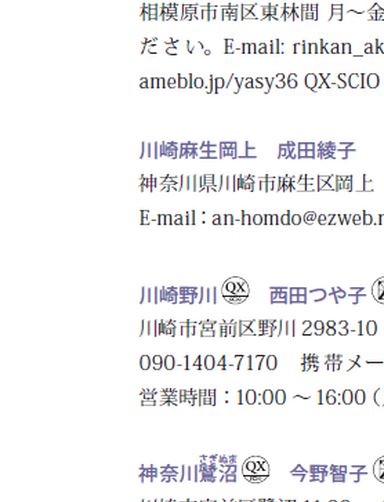 相模原市南区東林間 月～金
ださい。E-mail: rinkan_ak
ameblo.jp/yasy36 QX-SCIO
川崎麻生岡上 成田綾子
神奈川県川崎市麻生区岡上
E-mail：an-homdo@ezweb.n
川崎野川 QX 西田つや子
川崎市宮前区野川 2983-10
090-1404-7170 携帯メー
営業時間：10:00 ～ 16:00（
さぎぬま
神奈川鷺沼 QX 今野智子